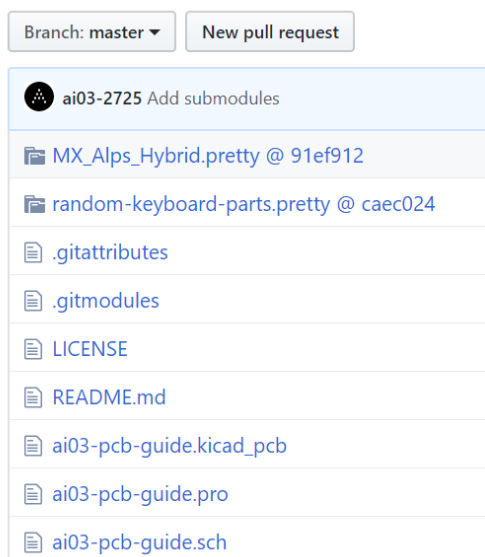 Branch: master New pull request
ai03-2725 Add submodules
MX_Alps_Hybrid.pretty @ 91ef912
random-keyboard-parts.pretty @ caec024
.gitattributes
.gitmodules
LICENSE
README.md
ai03-pcb-guide.kicad_pcb
ai03-pcb-guide.pro
ai03-pcb-guide.sch